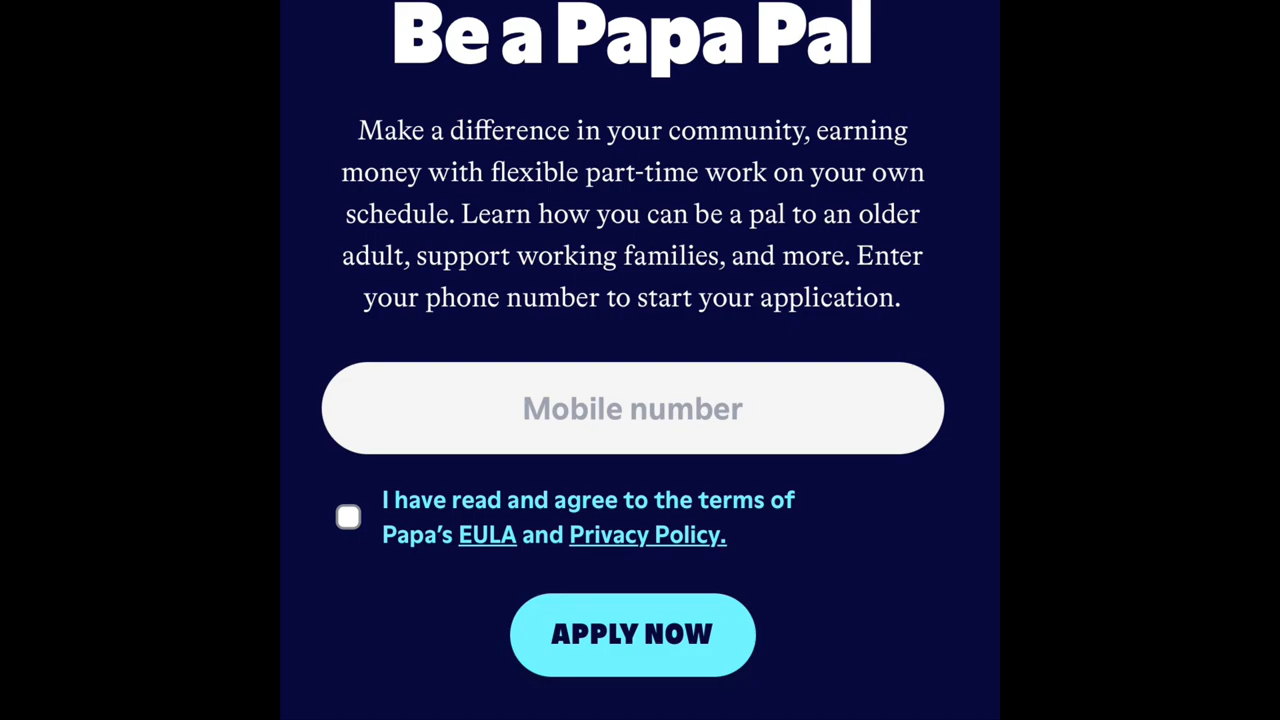 Be a Papa Pal
Make a difference in your community, earning
money with flexible part-time work on your own
schedule. Learn how you can be a pal to an older
adult, support working families, and more. Enter
your phone number to start your application.
Mobile number
I have read and agree to the terms of
Papa’s EULA and Privacy Policy.
APPLY NOW